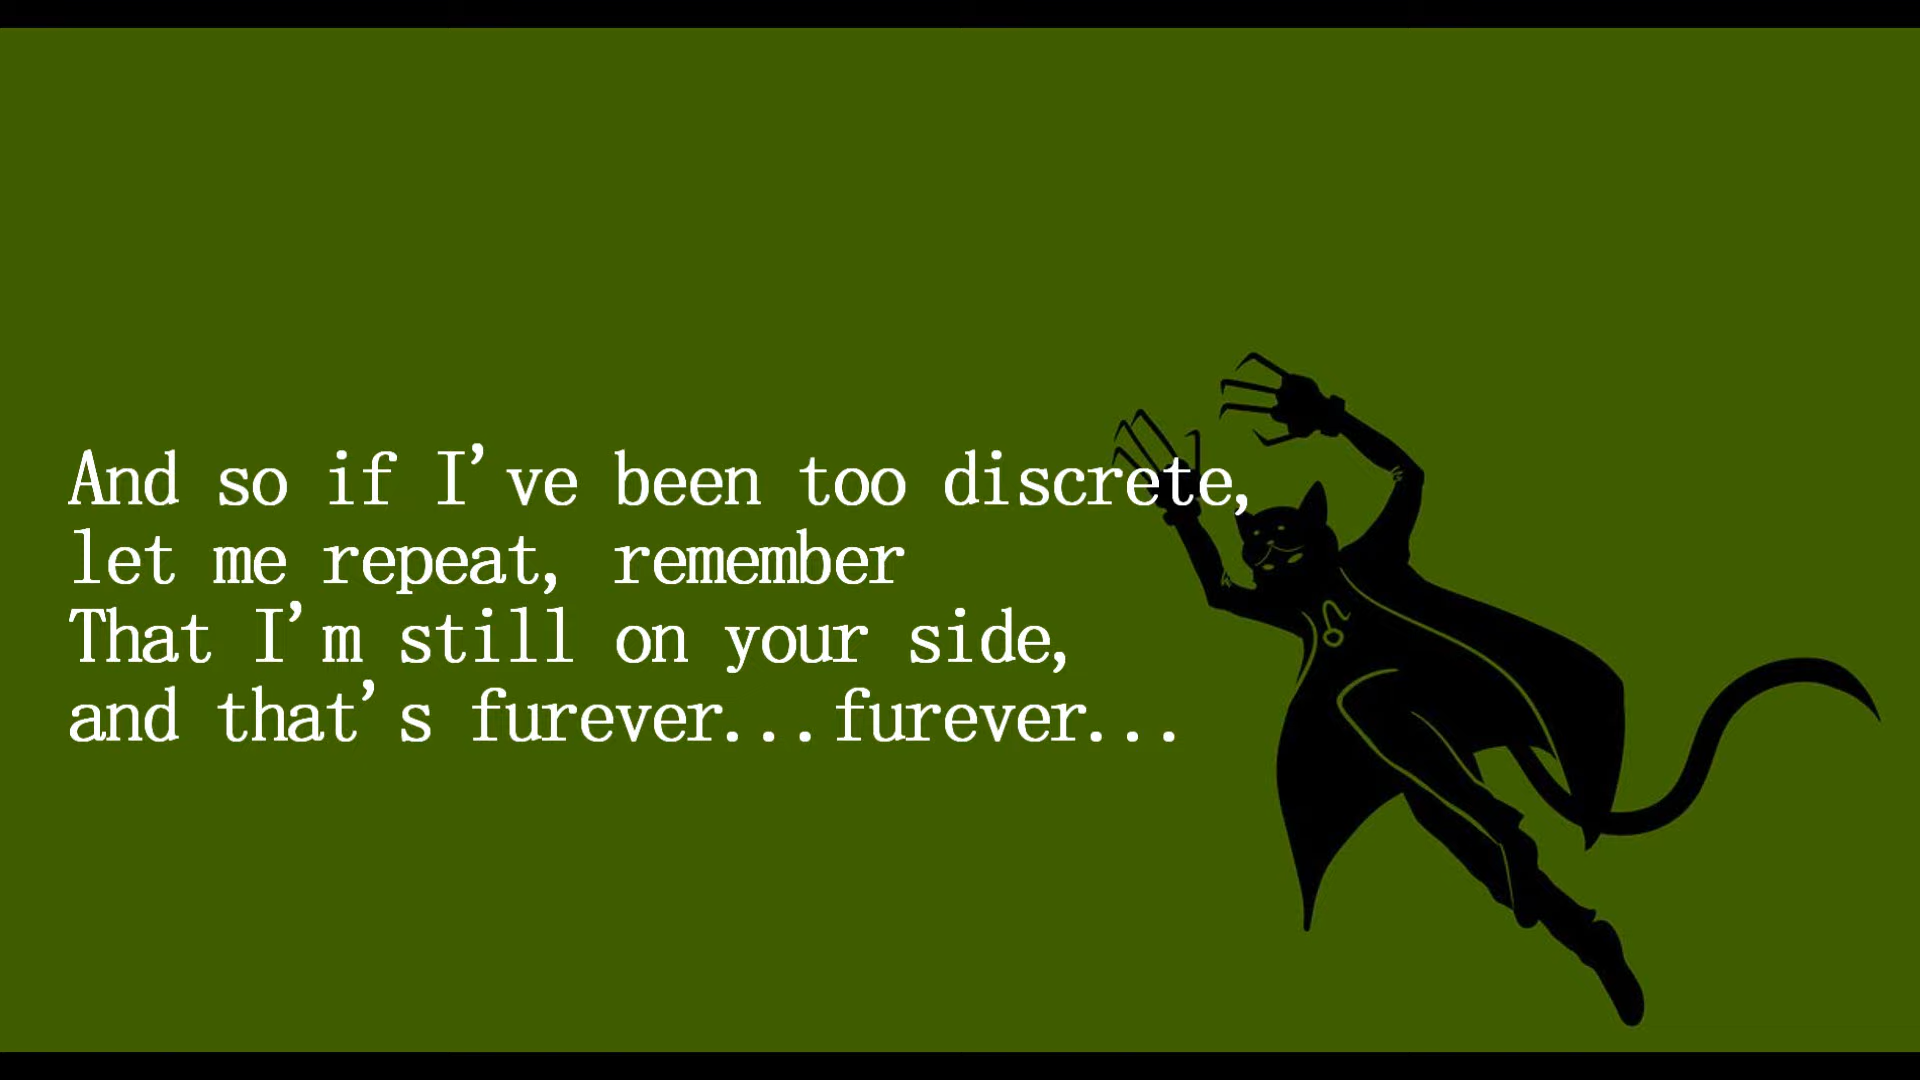 And so if I've been too discrete,
let me repeat, remember
That I'm still on your side,
and that's furever...furever...